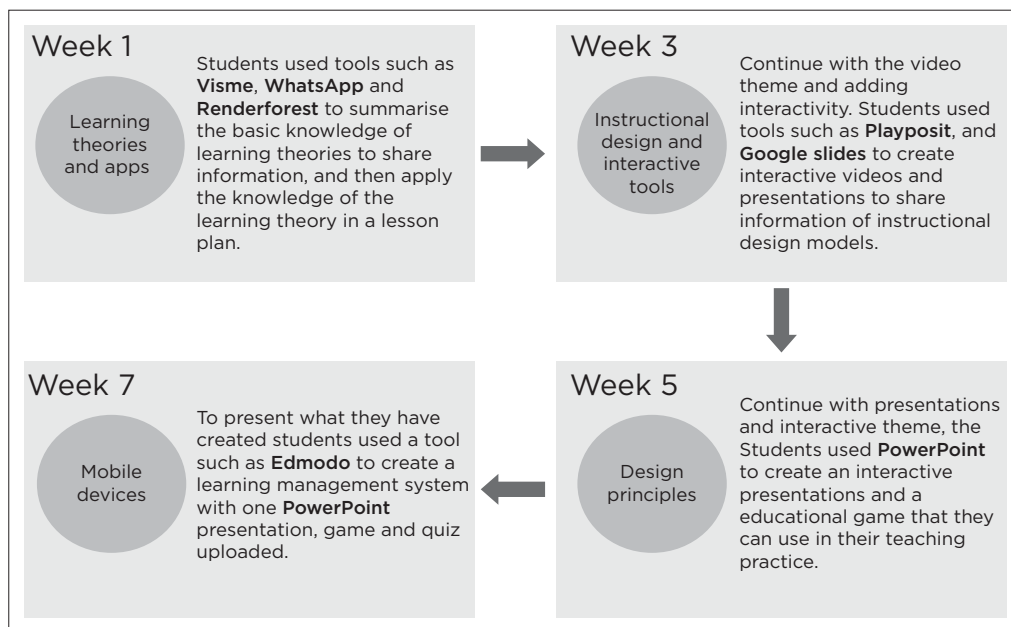 Week 1
Learning
theories
and apps
Students used tools such as
Visme, WhatsApp and
Renderforest to summarise
the basic knowledge of
learning theories to share
information, and then apply
the knowledge of the
learning theory in a lesson
plan.
Week 3
Instructional
design and
interactive
tools
Continue with the video
theme and adding
interactivity. Students used
tools such as Playposit, and
Google slides to create
interactive videos and
presentations to share
information of instructional
design models.
Week 5
Design
principles
Continue with presentations
and interactive theme, the
Students used PowerPoint
to create an interactive
presentations and a
educational game that they
can use in their teaching
practice.
Week 7
Mobile
devices
To present what they have
created students used a tool
such as Edmodo to create a
learning management system
with one PowerPoint
presentation, game and quiz
uploaded.